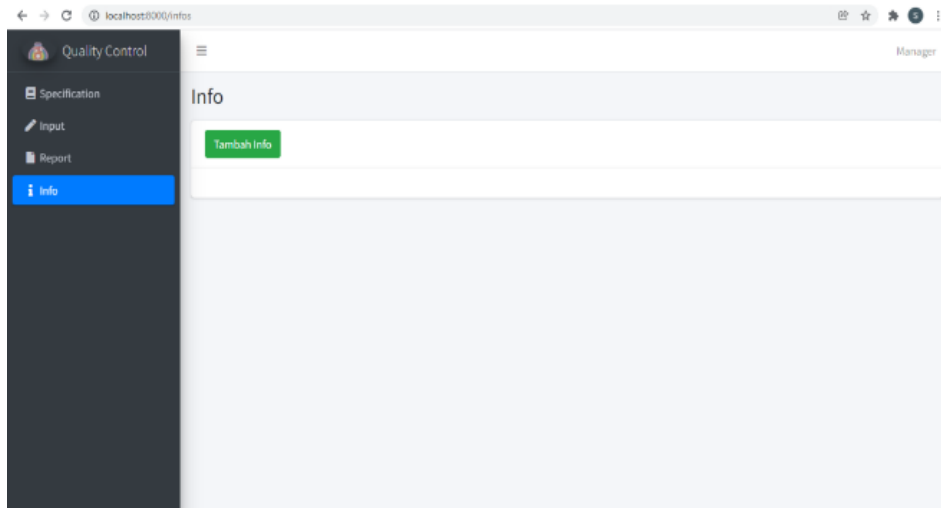 localhost:8000/infos
S
Quality Control
Manager
Specification
Input
Report
Info
Info
Tambah Info